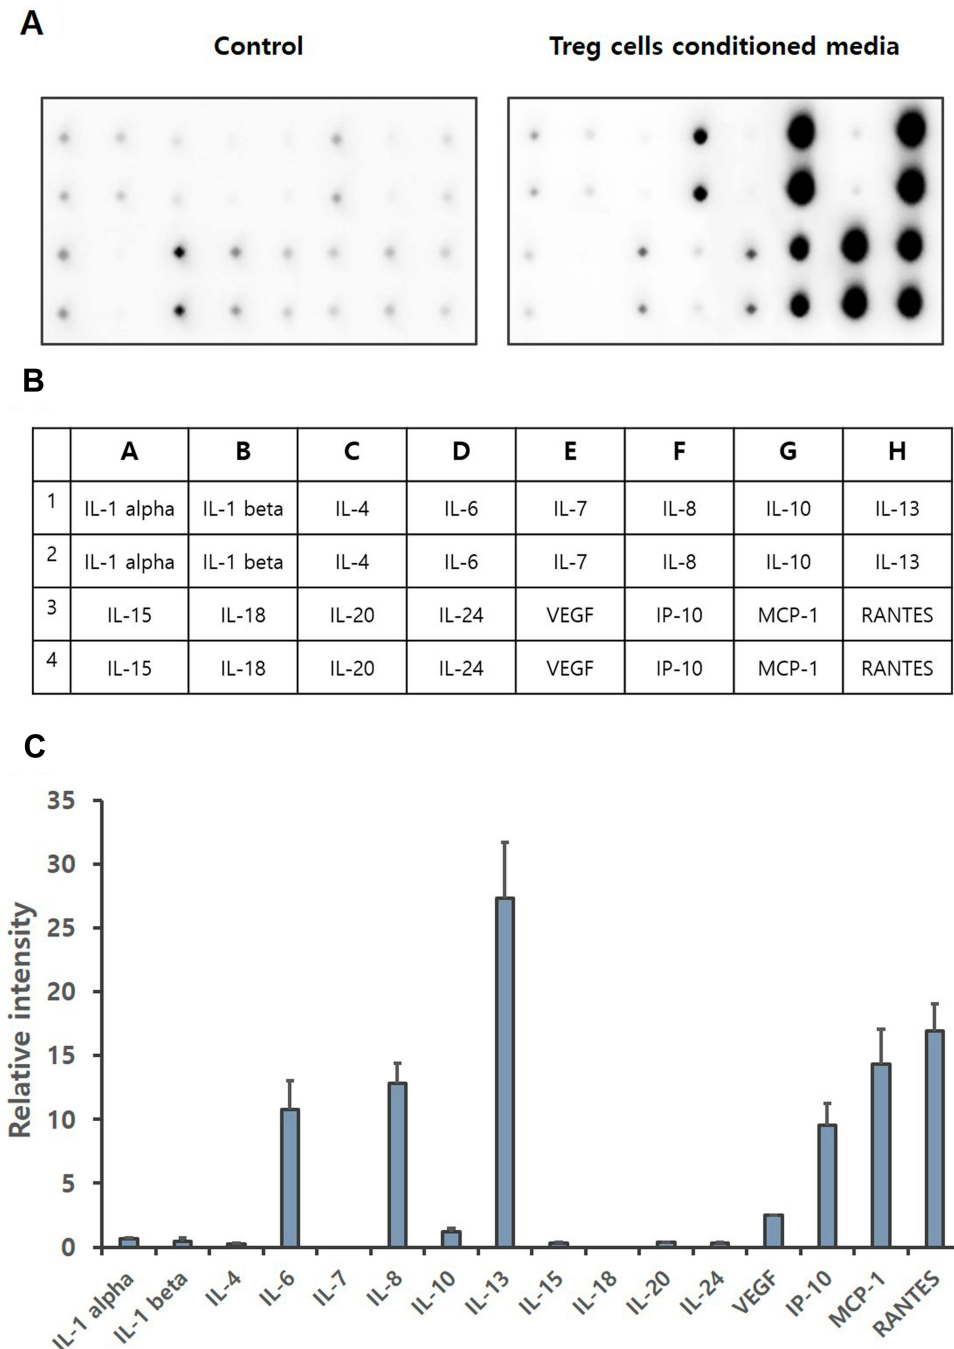 A
Control
Treg cells conditioned media
B
A B C D E F G H
1 IL-1 alpha IL-1 beta IL-4 IL-6 IL-7 IL-8 IL-10 IL-13
2 IL-1 alpha IL-1 beta IL-4 IL-6 IL-7 IL-8 IL-10 IL-13
3 IL-15 IL-18 IL-20 IL-24 VEGF IP-10 MCP-1 RANTES
4 IL-15 IL-18 IL-20 IL-24 VEGF IP-10 MCP-1 RANTES
C
Relative intensity
35
30
25
20
15
10
5
0
IL-1 alpha IL-1 beta IL-4 IL-6 IL-7 IL-8 IL-10 IL-13 IL-15 IL-18 IL-20 IL-24 VEGF IP-10 MCP-1 RANTES